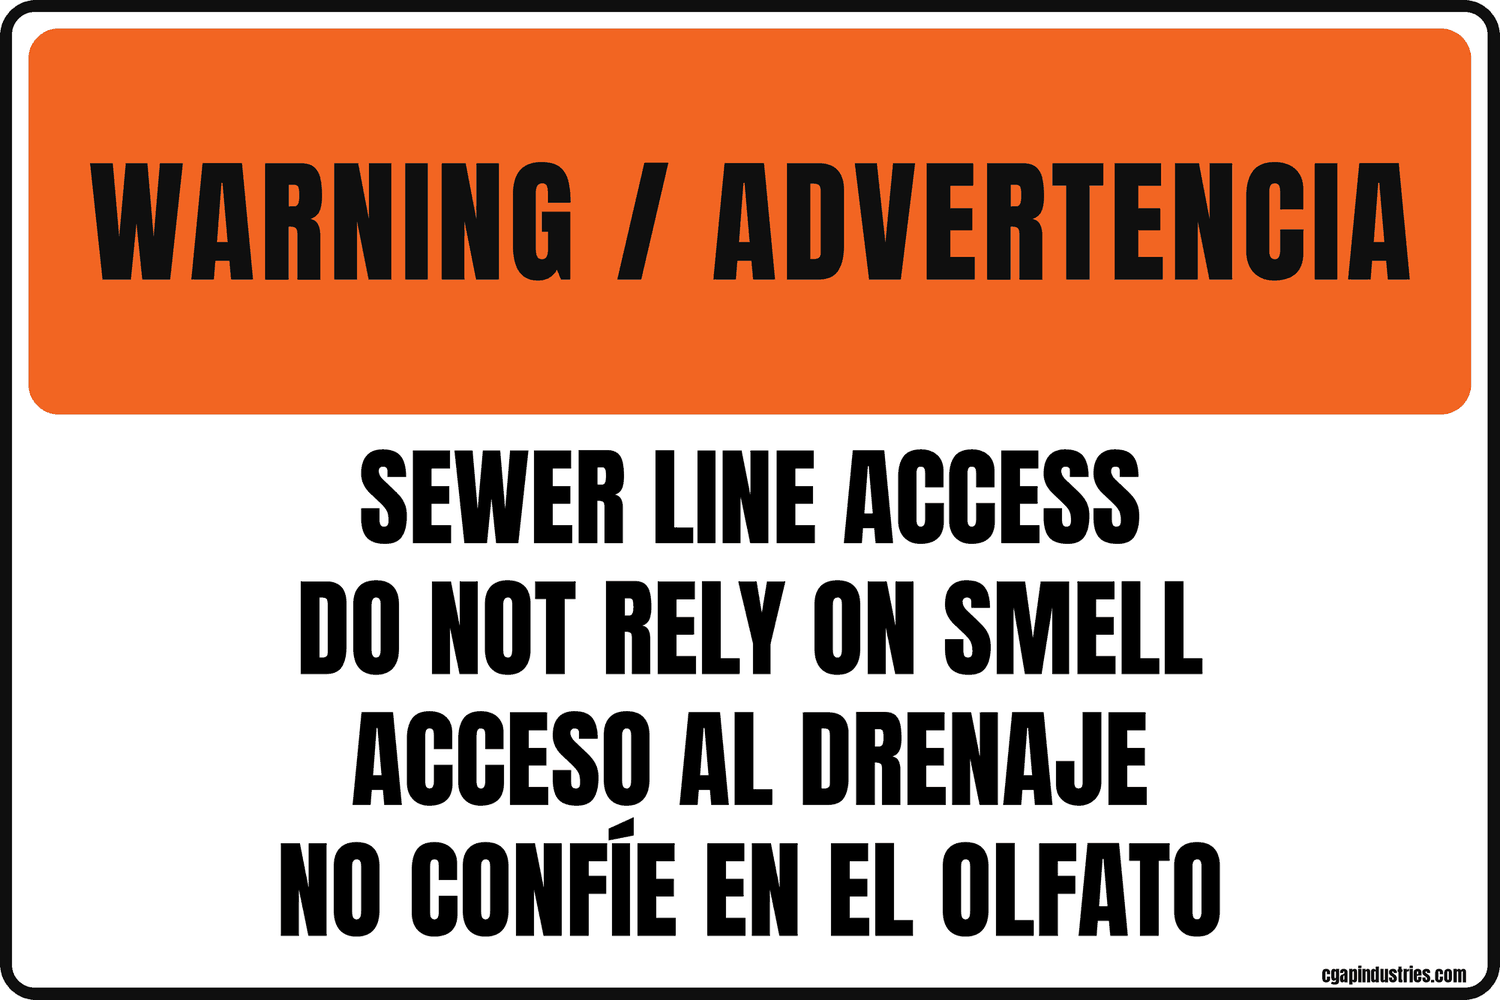 WARNING / ADVERTENCIA
SEWER LINE ACCESS
DO NOT RELY ON SMELL
ACCESO AL DRENAJE
NO CONFÍE EN EL OLFATO
cgapindustries.com